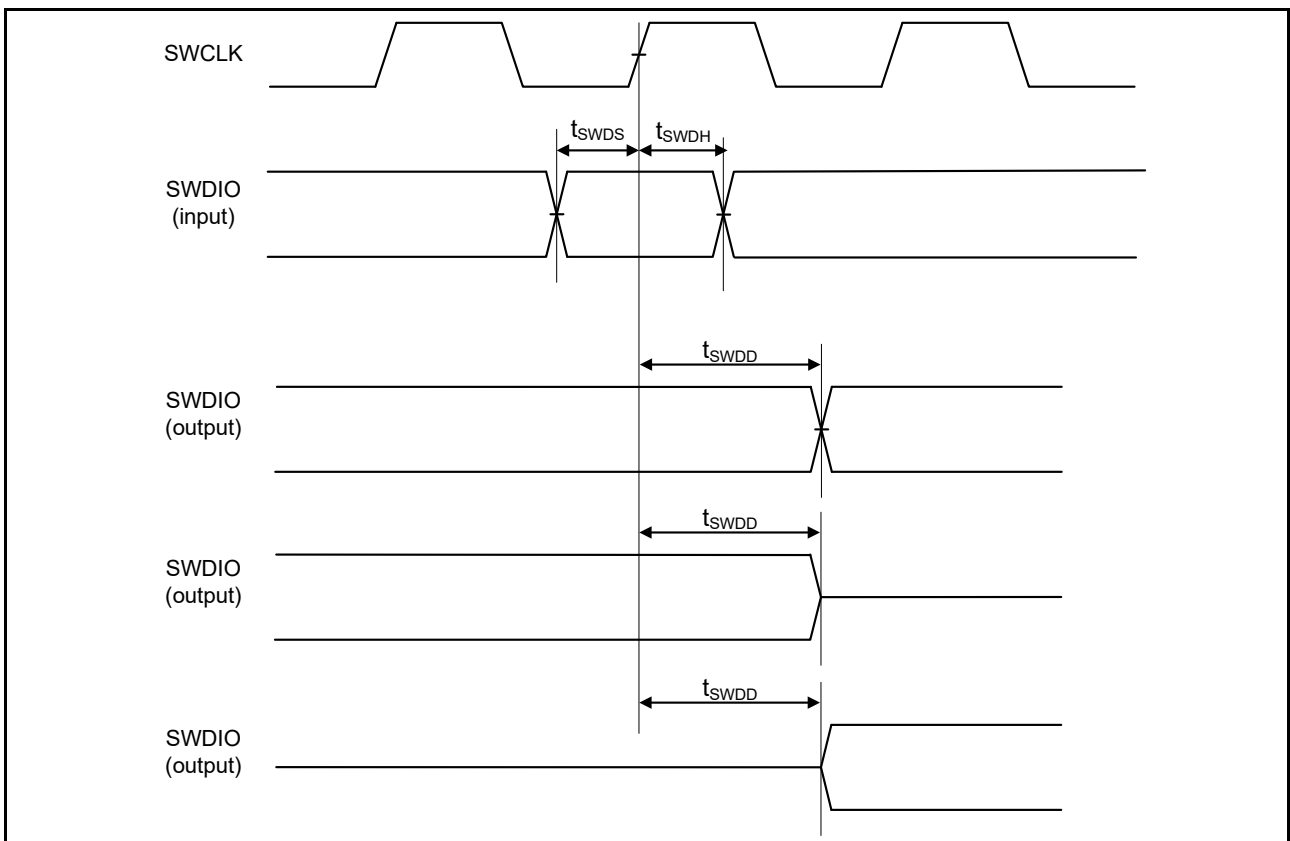 SWCLK
tSWDS
tSWDH
SWDIO
(input)
tSWDD
SWDIO
(output)
tSWDD
SWDIO
(output)
tSWDD
SWDIO
(output)